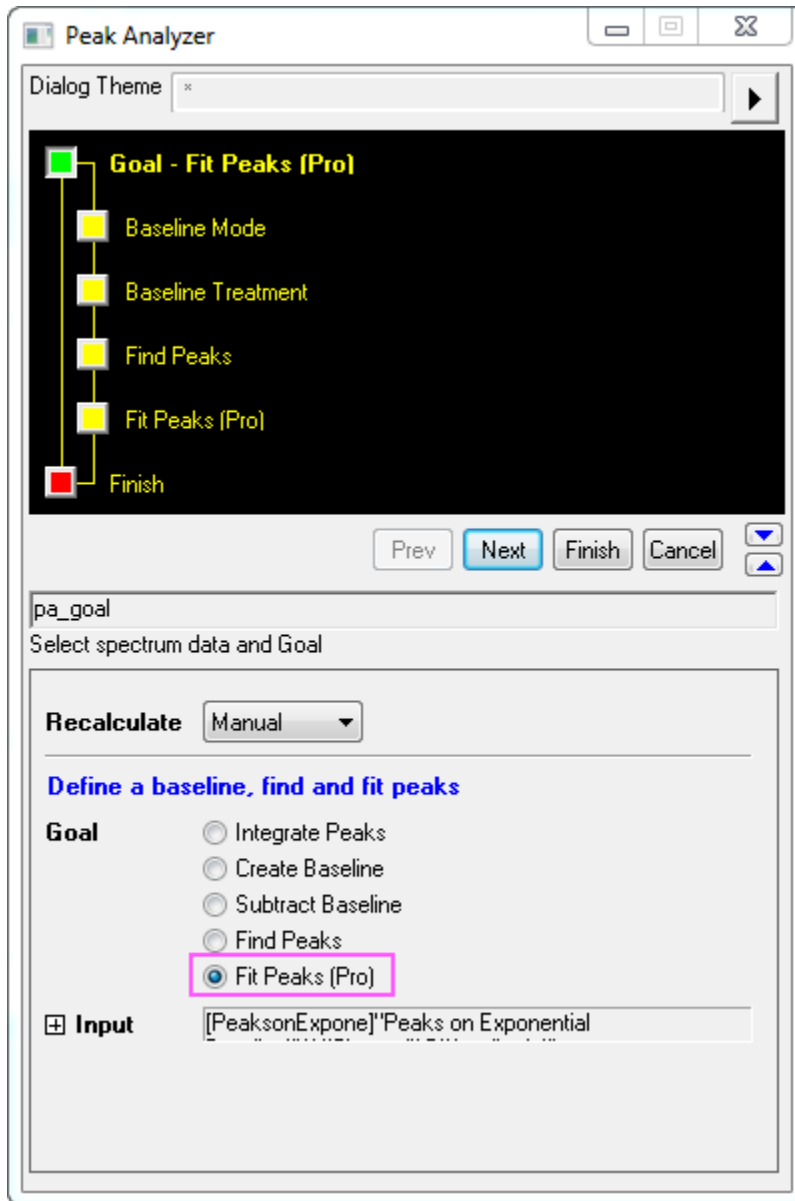 Peak Analyzer
Dialog Theme *
Goal - Fit Peaks (Pro)
Baseline Mode
Baseline Treatment
Find Peaks
Fit Peaks (Pro)
Finish
Prev Next Finish Cancel
pa_goal
Select spectrum data and Goal
Recalculate Manual
Define a baseline, find and fit peaks
Goal Integrate Peaks
Create Baseline
Subtract Baseline
Find Peaks
Fit Peaks (Pro)
Input [PeaksonExpone]"Peaks on Exponential